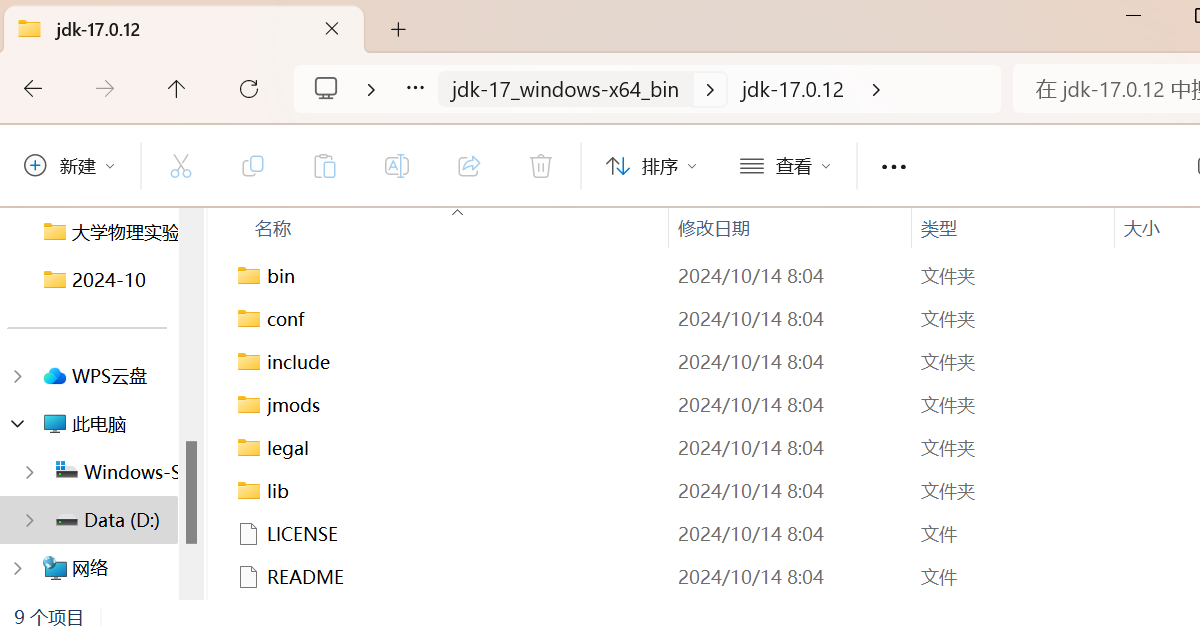 jdk-17.0.12
jdk-17_windows-x64_bin
jdk-17.0.12
在 jdk-17.0.12 中
新建
排序
查看
大学物理实验
2024-10
WPS云盘
此电脑
Windows-S
Data (D:)
网络
名称 修改日期 类型 大小
bin 2024/10/14 8:04 文件夹
conf 2024/10/14 8:04 文件夹
include 2024/10/14 8:04 文件夹
jmods 2024/10/14 8:04 文件夹
legal 2024/10/14 8:04 文件夹
lib 2024/10/14 8:04 文件夹
LICENSE 2024/10/14 8:04 文件
README 2024/10/14 8:04 文件
9 个项目